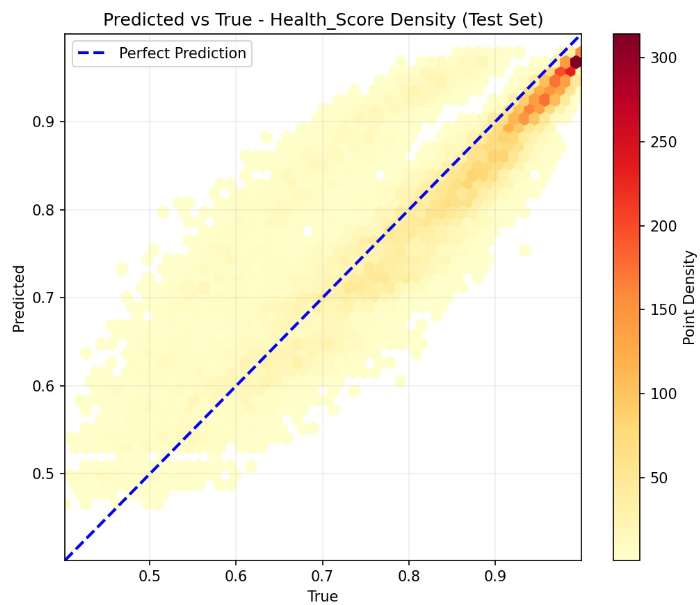 Predicted vs True - Health_Score Density (Test Set)
Perfect Prediction
0.9
0.8
0.7
0.6
0.5
Predicted
0.5 0.6 0.7 0.8 0.9
True
300
250
200
150
100
50
Point Density